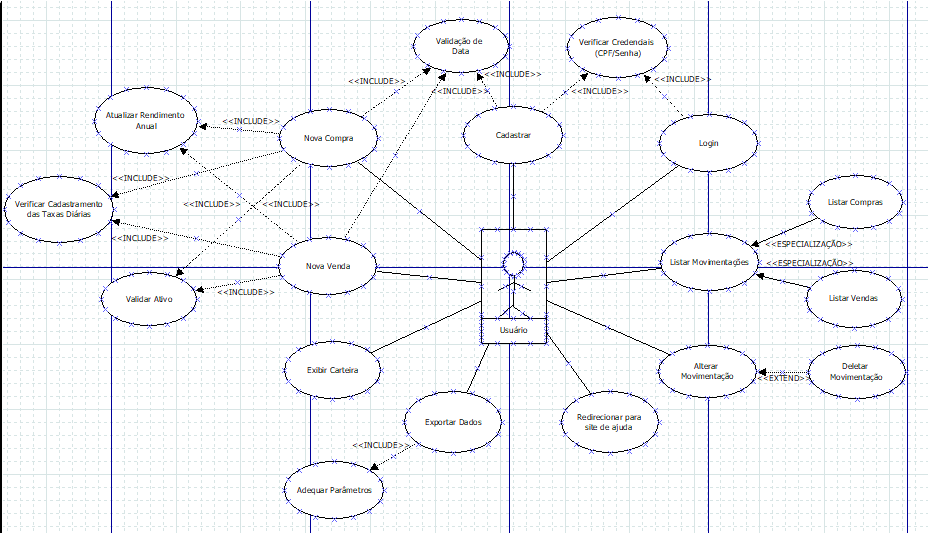 Validação de
Data
Verificar Credenciais
(CPF/Senha)
<<INCLUDE>>
<<INCLUDE>>
<<INCLUDE>>
<<INCLUDE>>
<<INCLUDE>>
Atualizar Rendimento
Anual
<<INCLUDE>>
Nova Compra
Cadastrar
Login
<<INCLUDE>>
Verificar Cadastramento
das Taxas Diárias
<<INCLUDE>>
<<INCLUDE>>
Listar Compras
<<INCLUDE>>
<<ESPECIALIZAÇÃO>>
Nova Venda
Listar Movimentações
<<ESPECIALIZAÇÃO>>
Validar Ativo
<<INCLUDE>>
Listar Vendas
Usuário
Exibir Carteira
Alterar
Movimentação
<<EXTEND>>
Deletar
Movimentação
Exportar Dados
Redirecionar para
site de ajuda
<<INCLUDE>>
Adequar Parâmetros